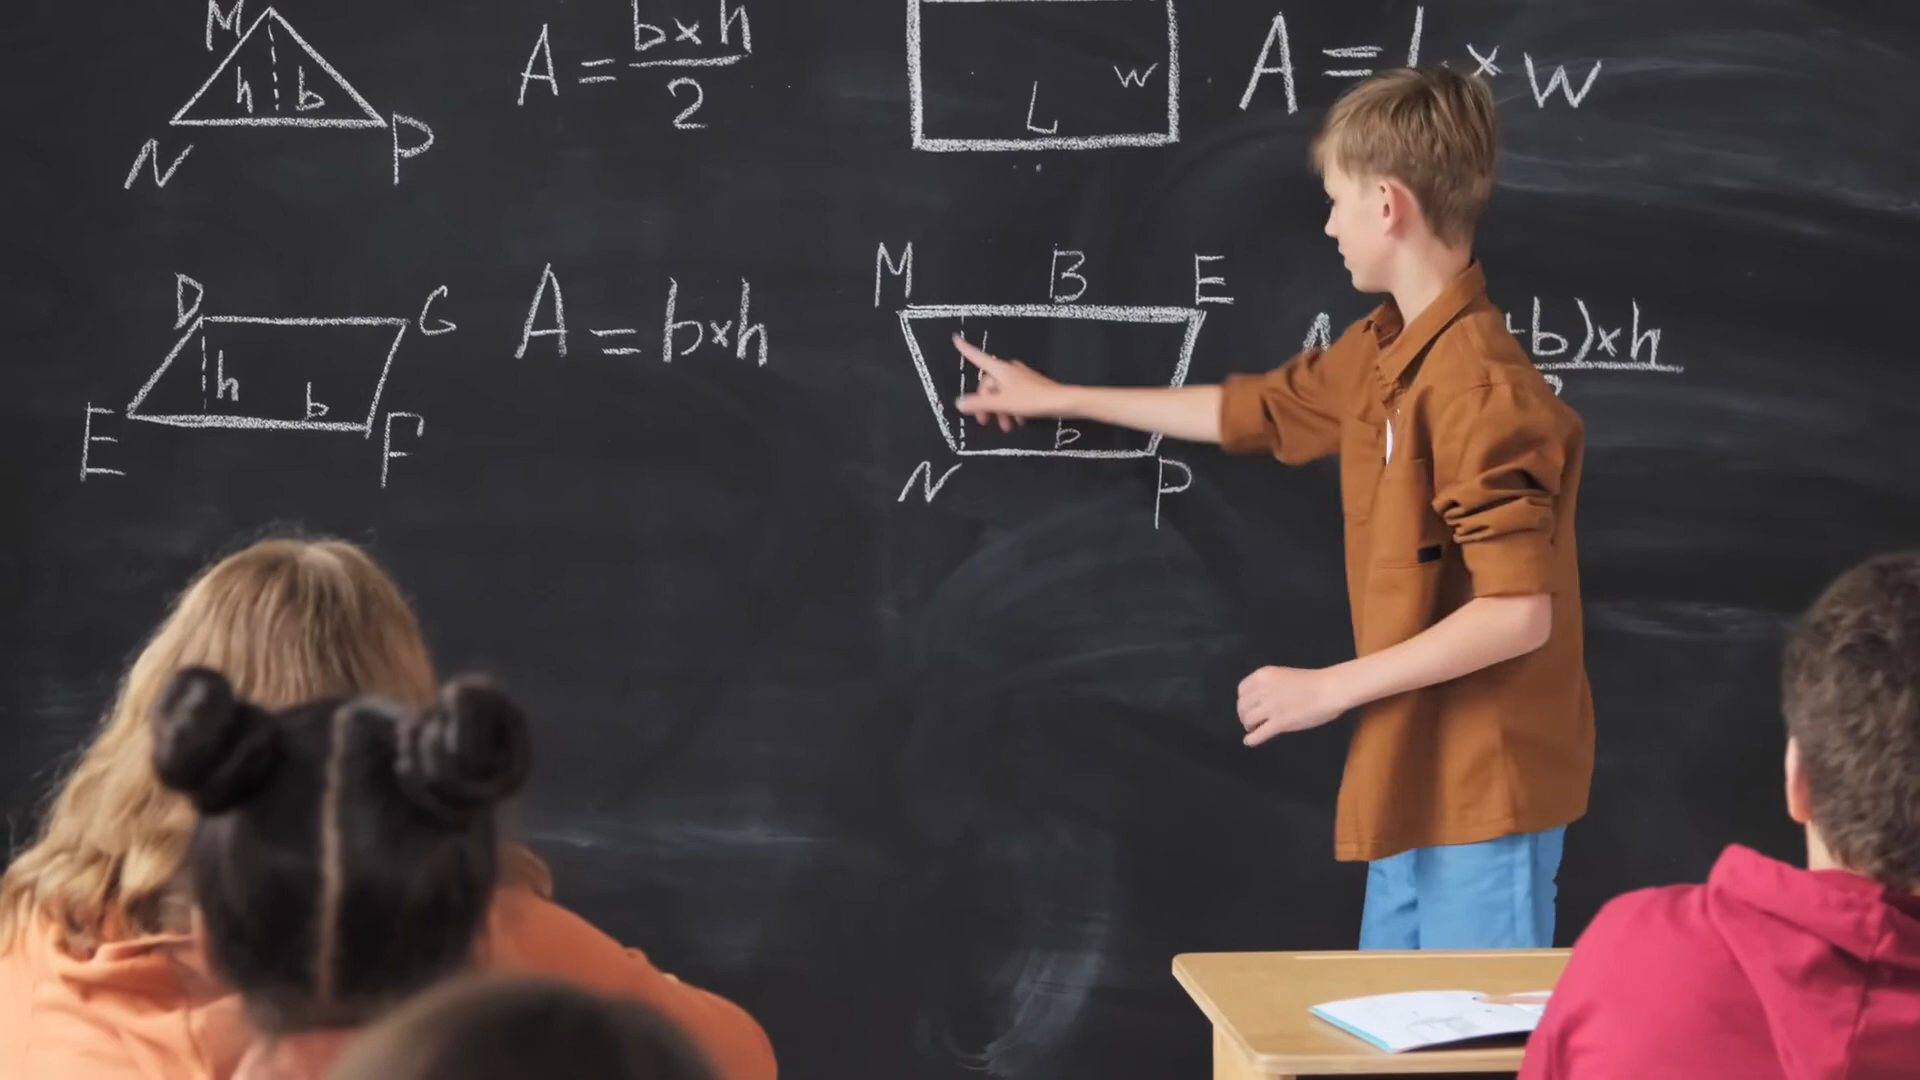 M
h b
N P
A = b×h
2
W
L
A = L × W
D G
h
b
E F
A = b×h
M B E
b
N P
b)×h